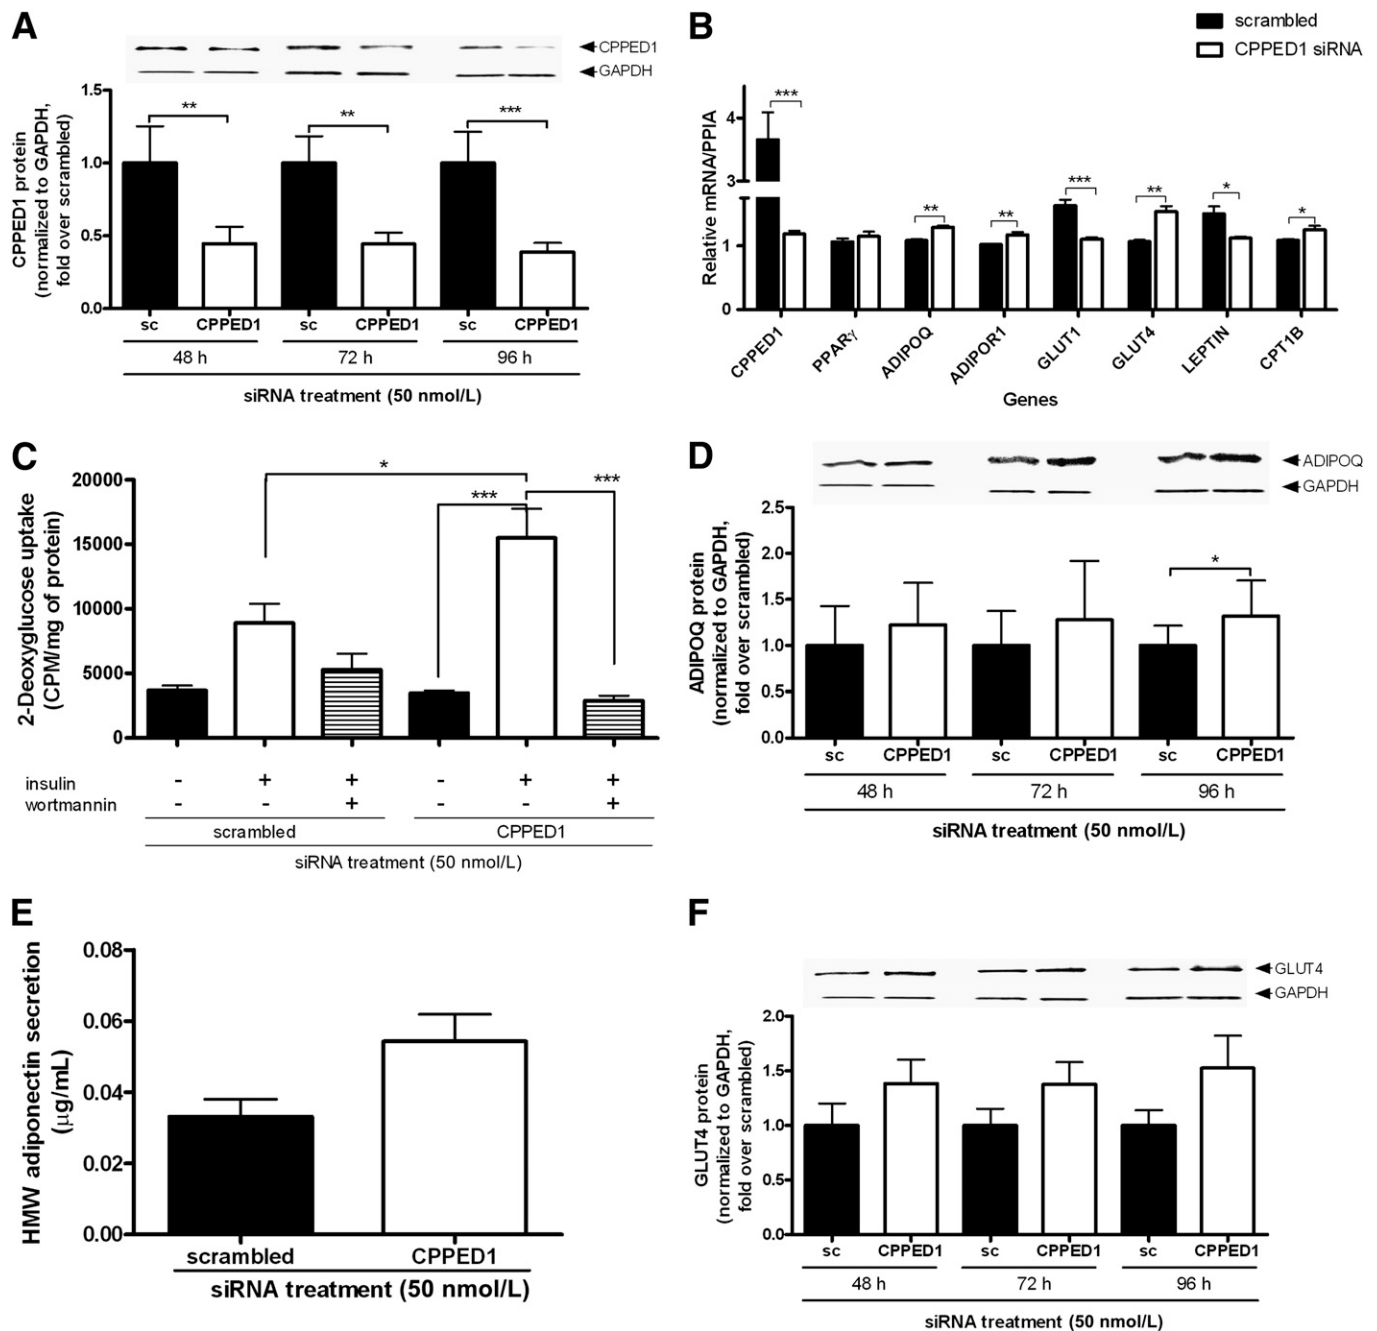 A
CPPED1
GAPDH
CPPED1 protein
(normalized to GAPDH,
fold over scrambled)
1.5
1.0
0.5
0.0
** ** ***
sc CPPED1 sc CPPED1 sc CPPED1
48 h 72 h 96 h
siRNA treatment (50 nmol/L)
B
scrambled
CPPED1 siRNA
Relative mRNA/PPIA
4
3
1
0
*** ** ** *** ** * *
CPPED1 PPARγ ADIPOQ ADIPOR1 GLUT1 GLUT4 LEPTIN CPT1B
Genes
C
2-Deoxyglucose uptake
(CPM/mg of protein)
20000
15000
10000
5000
0
*
*** ***
insulin - + + - + +
wortmannin - - + - - +
scrambled CPPED1
siRNA treatment (50 nmol/L)
D
ADIPOQ
GAPDH
ADIPOQ protein
(normalized to GAPDH,
fold over scrambled)
2.5
2.0
1.5
1.0
0.5
0.0
*
sc CPPED1 sc CPPED1 sc CPPED1
48 h 72 h 96 h
siRNA treatment (50 nmol/L)
E
HMW adiponectin secretion
(μg/mL)
0.08
0.06
0.04
0.02
0.00
scrambled CPPED1
siRNA treatment (50 nmol/L)
F
GLUT4
GAPDH
GLUT4 protein
(normalized to GAPDH,
fold over scrambled)
2.0
1.5
1.0
0.5
0.0
sc CPPED1 sc CPPED1 sc CPPED1
48 h 72 h 96 h
siRNA treatment (50 nmol/L)